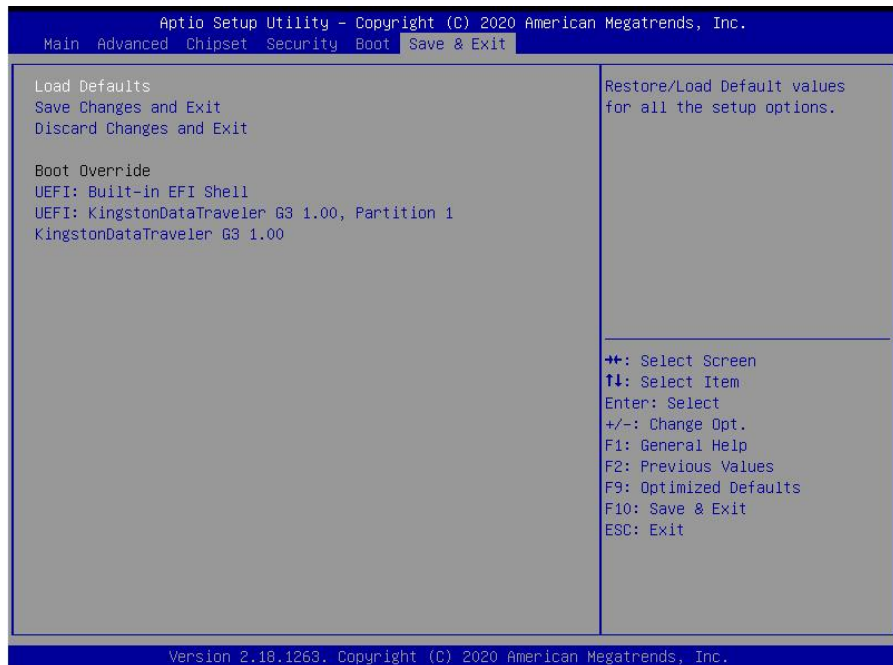 Aptio Setup Utility - Copyright (C) 2020 American Megatrends, Inc.
Main Advanced Chipset Security Boot Save & Exit
Load Defaults
Save Changes and Exit
Discard Changes and Exit
Boot Override
UEFI: Built-in EFI Shell
UEFI: KingstonDataTraveler G3 1.00, Partition 1
KingstonDataTraveler G3 1.00
Restore/Load Default values
for all the setup options.
→←: Select Screen
↑↓: Select Item
Enter: Select
+/-: Change Opt.
F1: General Help
F2: Previous Values
F9: Optimized Defaults
F10: Save & Exit
ESC: Exit
Version 2.18.1263. Copyright (C) 2020 American Megatrends, Inc.